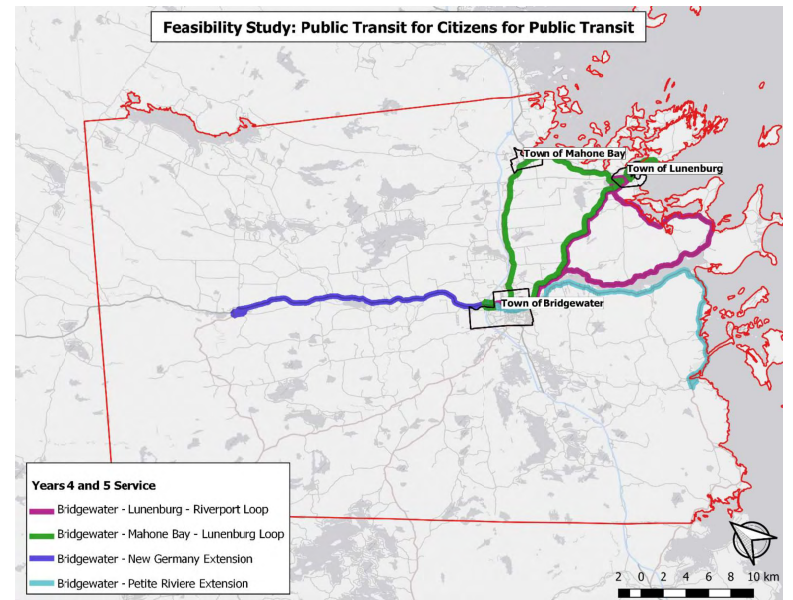 Feasibility Study: Public Transit for Citizens for Public Transit
Town of Mahone Bay
Town of Lunenburg
Town of Bridgewater
Years 4 and 5 Service
Bridgewater - Lunenburg - Riverport Loop
Bridgewater - Mahone Bay - Lunenburg Loop
Bridgewater - New Germany Extension
Bridgewater - Petite Riviere Extension
2 0 2 4 6 8 10 km